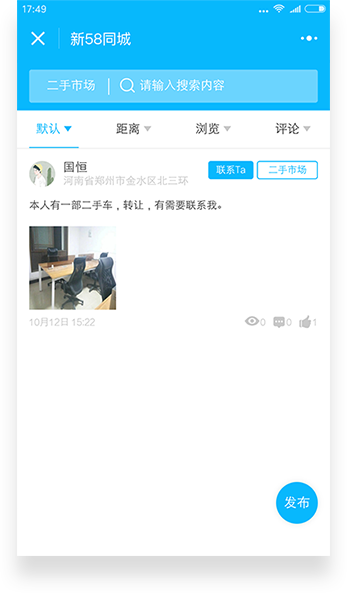 17:49
新58同城
二手市场 请输入搜索内容
默认 距离 浏览 评论
国恒 联系Ta 二手市场
河南省郑州市金水区北三环
本人有一部二手车，转让，有需要联系我。
10月12日 15:22 0 0 1
发布